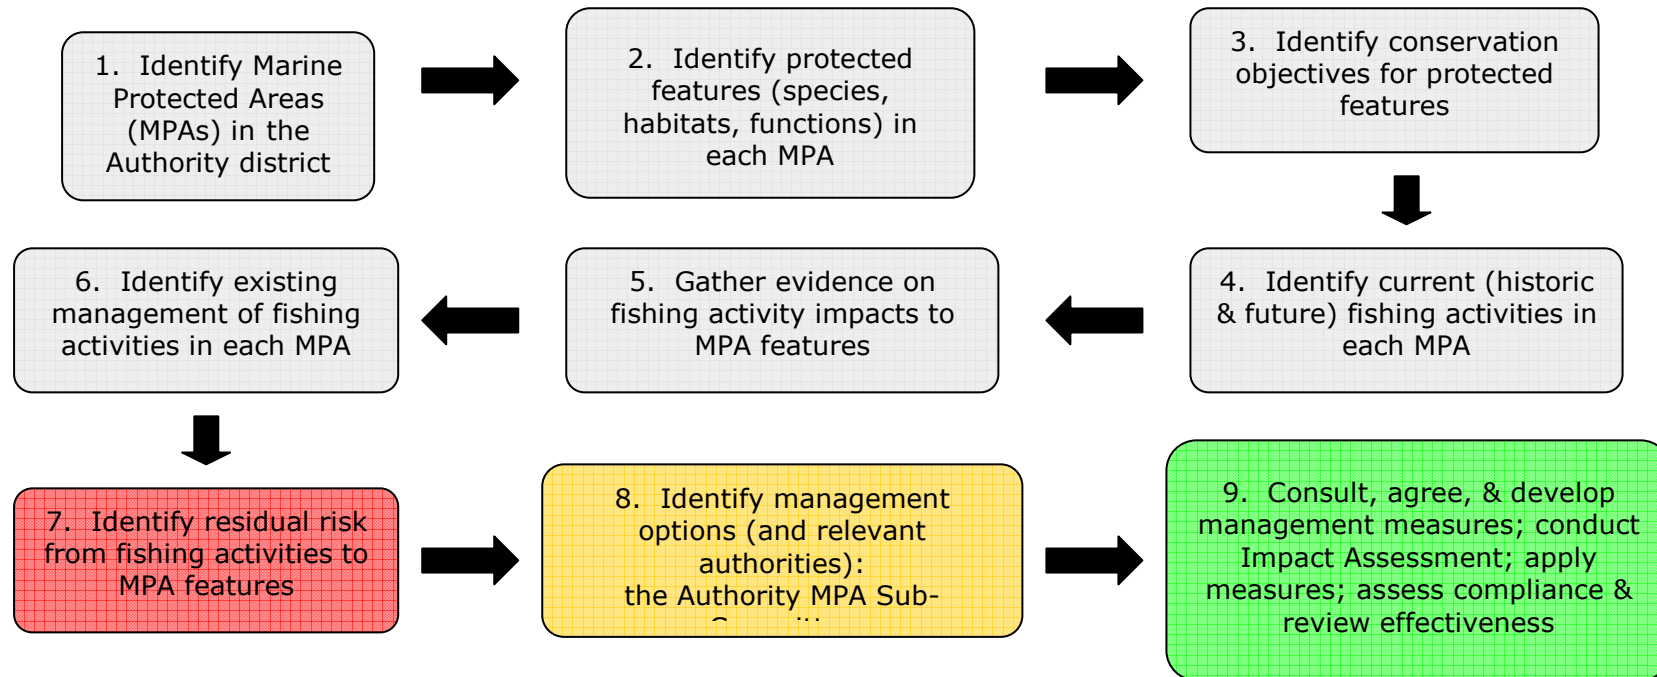 1. Identify Marine
Protected Areas
(MPAs) in the
Authority district
2. Identify protected
features (species,
habitats, functions) in
each MPA
3. Identify conservation
objectives for protected
features
4. Identify current (historic
& future) fishing activities in
each MPA
5. Gather evidence on
fishing activity impacts to
MPA features
6. Identify existing
management of fishing
activities in each MPA
7. Identify residual risk
from fishing activities to
MPA features
8. Identify management
options (and relevant
authorities):
the Authority MPA Sub-
9. Consult, agree, & develop
management measures; conduct
Impact Assessment; apply
measures; assess compliance &
review effectiveness